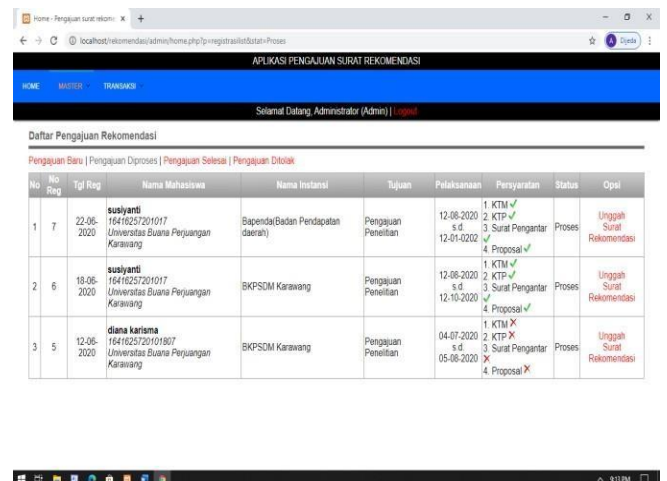 Home - Pengajuan surat rekom
localhost/rekomendasi/admin/home.php?p=registrasilist&stat=Proses
Dijeda
APLIKASI PENGAJUAN SURAT REKOMENDASI
HOME MASTER TRANSAKSI
Selamat Datang, Administrator (Admin) | Logout
Daftar Pengajuan Rekomendasi
Pengajuan Baru | Pengajuan Diproses | Pengajuan Selesai | Pengajuan Ditolak
No No Reg Tgl Reg Nama Mahasiswa Nama Instansi Tujuan Pelaksanaan Persyaratan Status Opsi
1 7 22-06-2020 susiyanti
16416257201017
Universitas Buana Perjuangan
Karawang
Bapenda(Badan Pendapatan
daerah)
Pengajuan
Penelitian
12-08-2020
s.d.
12-01-0202
1. KTM ✓
2. KTP ✓
3. Surat Pengantar
✓
4. Proposal ✓
Proses
Unggah
Surat
Rekomendasi
2 6 18-06-2020 susiyanti
16416257201017
Universitas Buana Perjuangan
Karawang
BKPSDM Karawang
Pengajuan
Penelitian
12-08-2020
s.d.
12-10-2020
1. KTM ✓
2. KTP ✓
3. Surat Pengantar
✓
4. Proposal ✓
Proses
Unggah
Surat
Rekomendasi
3 5 12-06-2020 diana karisma
164162572010​1807
Universitas Buana Perjuangan
Karawang
BKPSDM Karawang
Pengajuan
Penelitian
04-07-2020
s.d.
05-08-2020
1. KTM ✗
2. KTP ✗
3. Surat Pengantar
✗
4. Proposal ✗
Proses
Unggah
Surat
Rekomendasi
9:13 PM